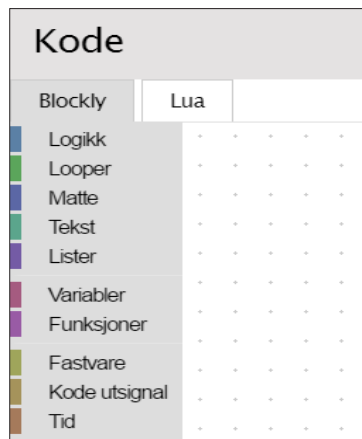 Kode
Blockly Lua
Logikk
Looper
Matte
Tekst
Lister
Variabler
Funksjoner
Fastvare
Kode utsignal
Tid